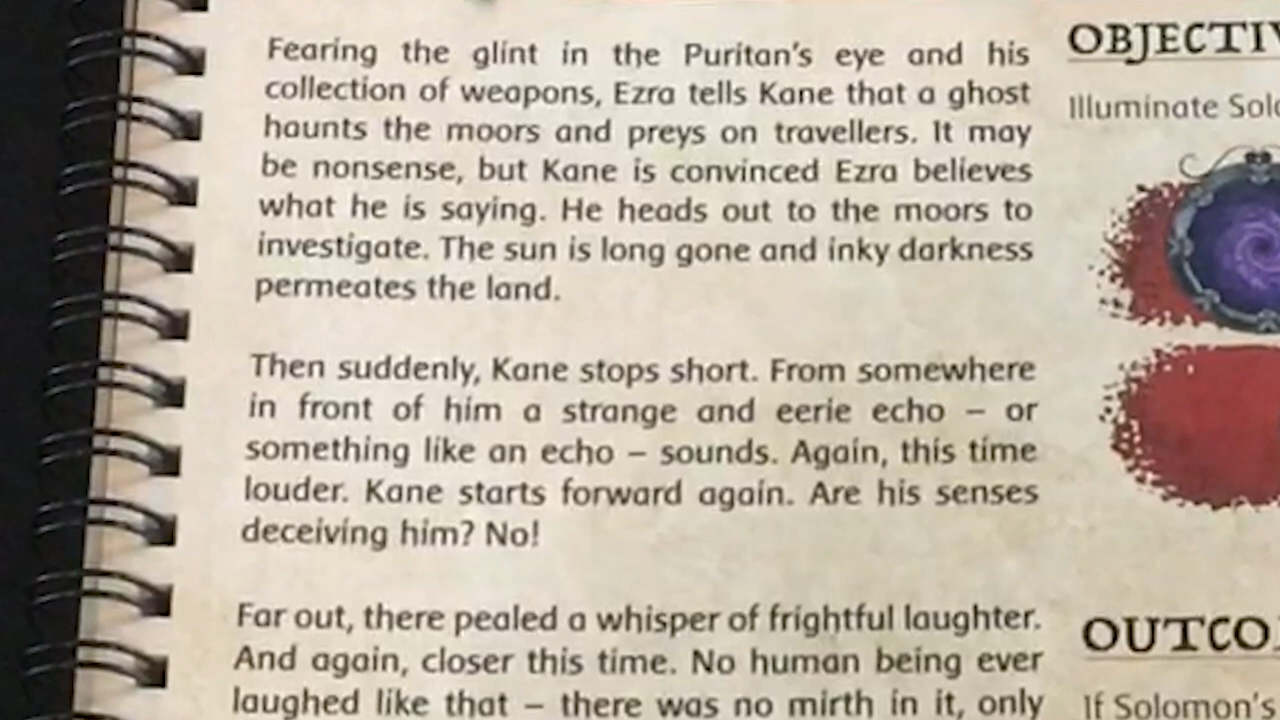 Fearing the glint in the Puritan's eye and his
collection of weapons, Ezra tells Kane that a ghost
haunts the moors and preys on travellers. It may
be nonsense, but Kane is convinced Ezra believes
what he is saying. He heads out to the moors to
investigate. The sun is long gone and inky darkness
permeates the land.
Then suddenly, Kane stops short. From somewhere
in front of him a strange and eerie echo – or
something like an echo – sounds. Again, this time
louder. Kane starts forward again. Are his senses
deceiving him? No!
Far out, there pealed a whisper of frightful laughter.
And again, closer this time. No human being ever
laughed like that – there was no mirth in it, only
OBJECTIV
Illuminate Solo
OUTCO
If Solomon's